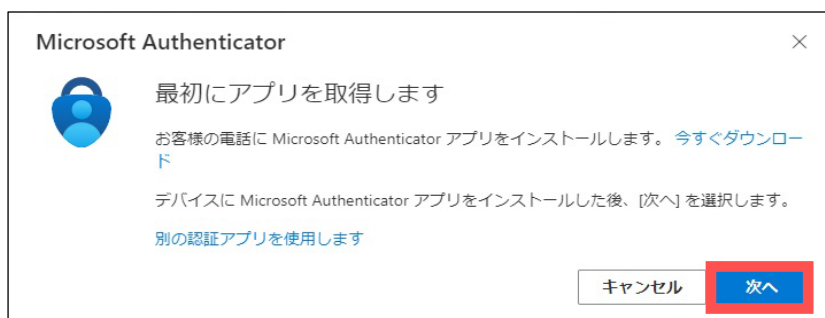 Microsoft Authenticator
最初にアプリを取得します
お客様の電話に Microsoft Authenticator アプリをインストールします。 今すぐダウンロー
ド
デバイスに Microsoft Authenticator アプリをインストールした後、[次へ] を選択します。
別の認証アプリを使用します
キャンセル 次へ